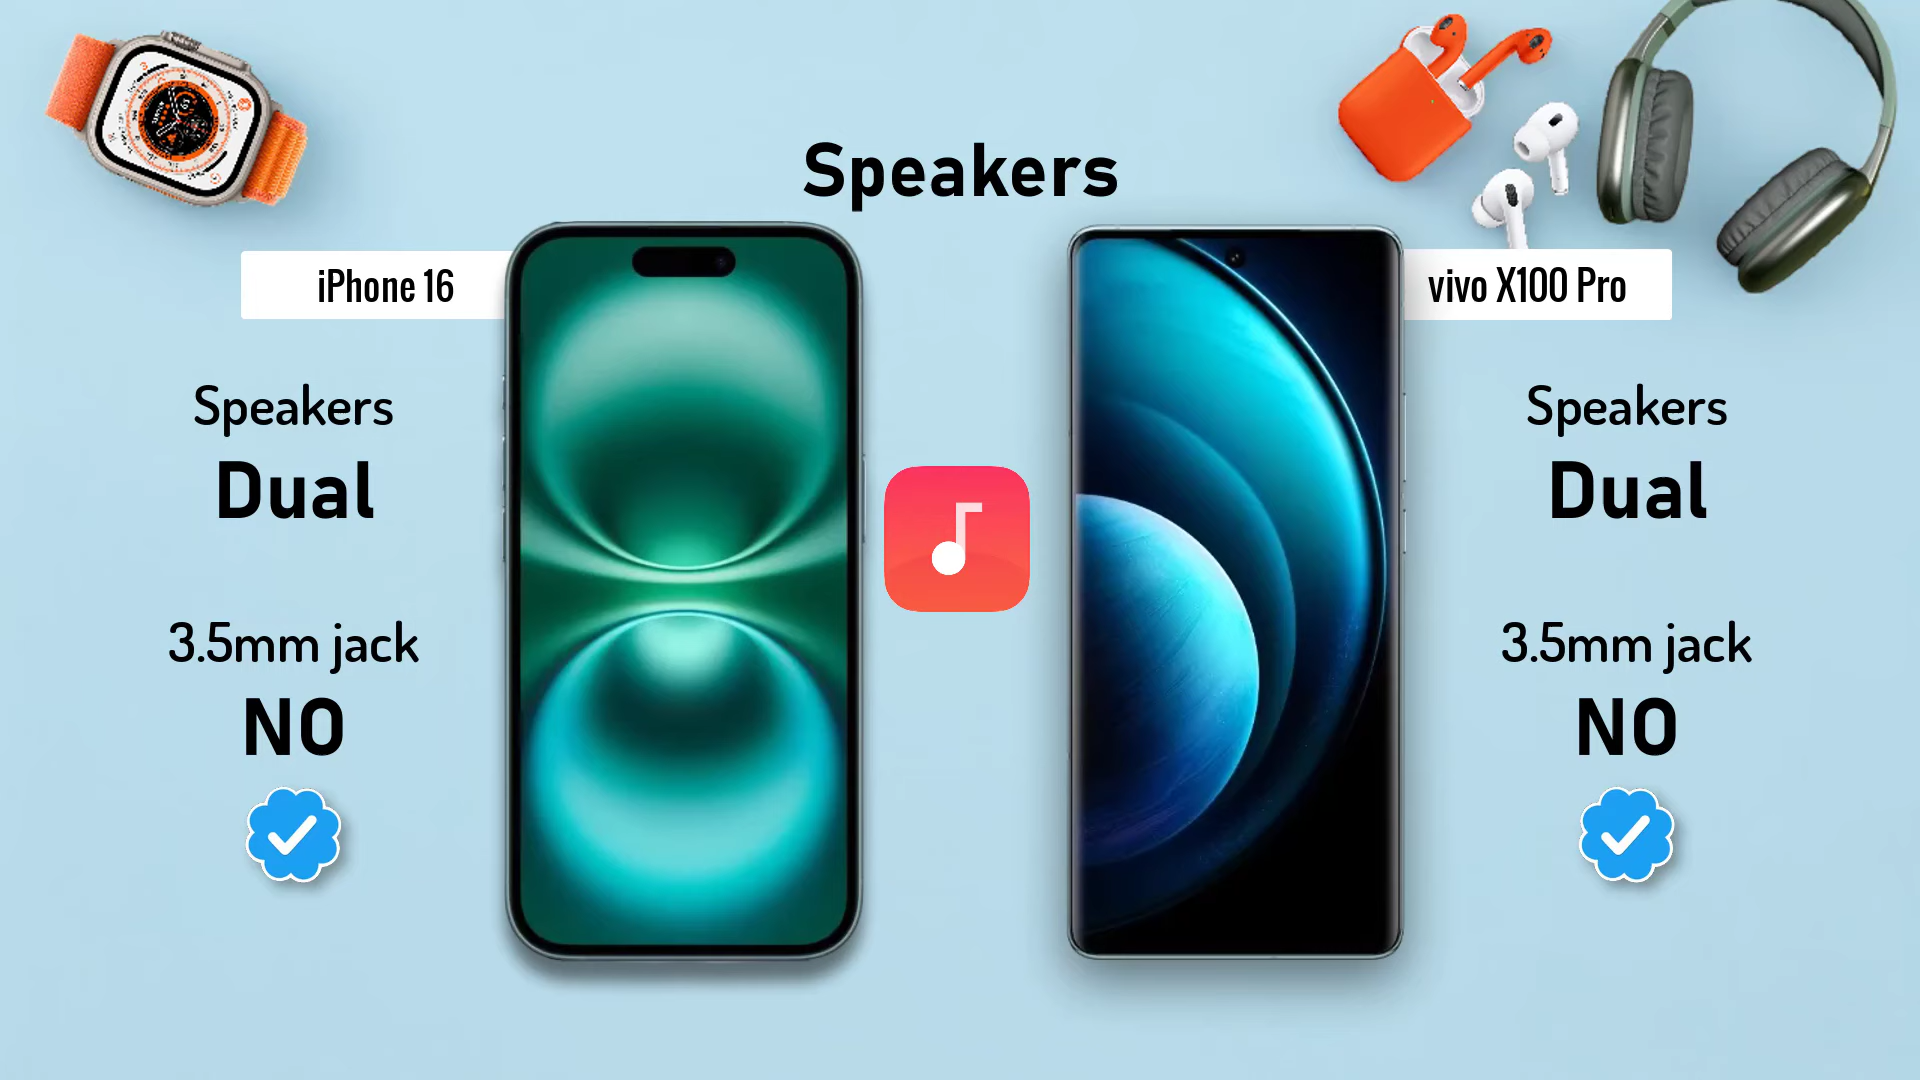 Speakers
iPhone 16
Speakers
Dual
3.5mm jack
NO
vivo X100 Pro
Speakers
Dual
3.5mm jack
NO